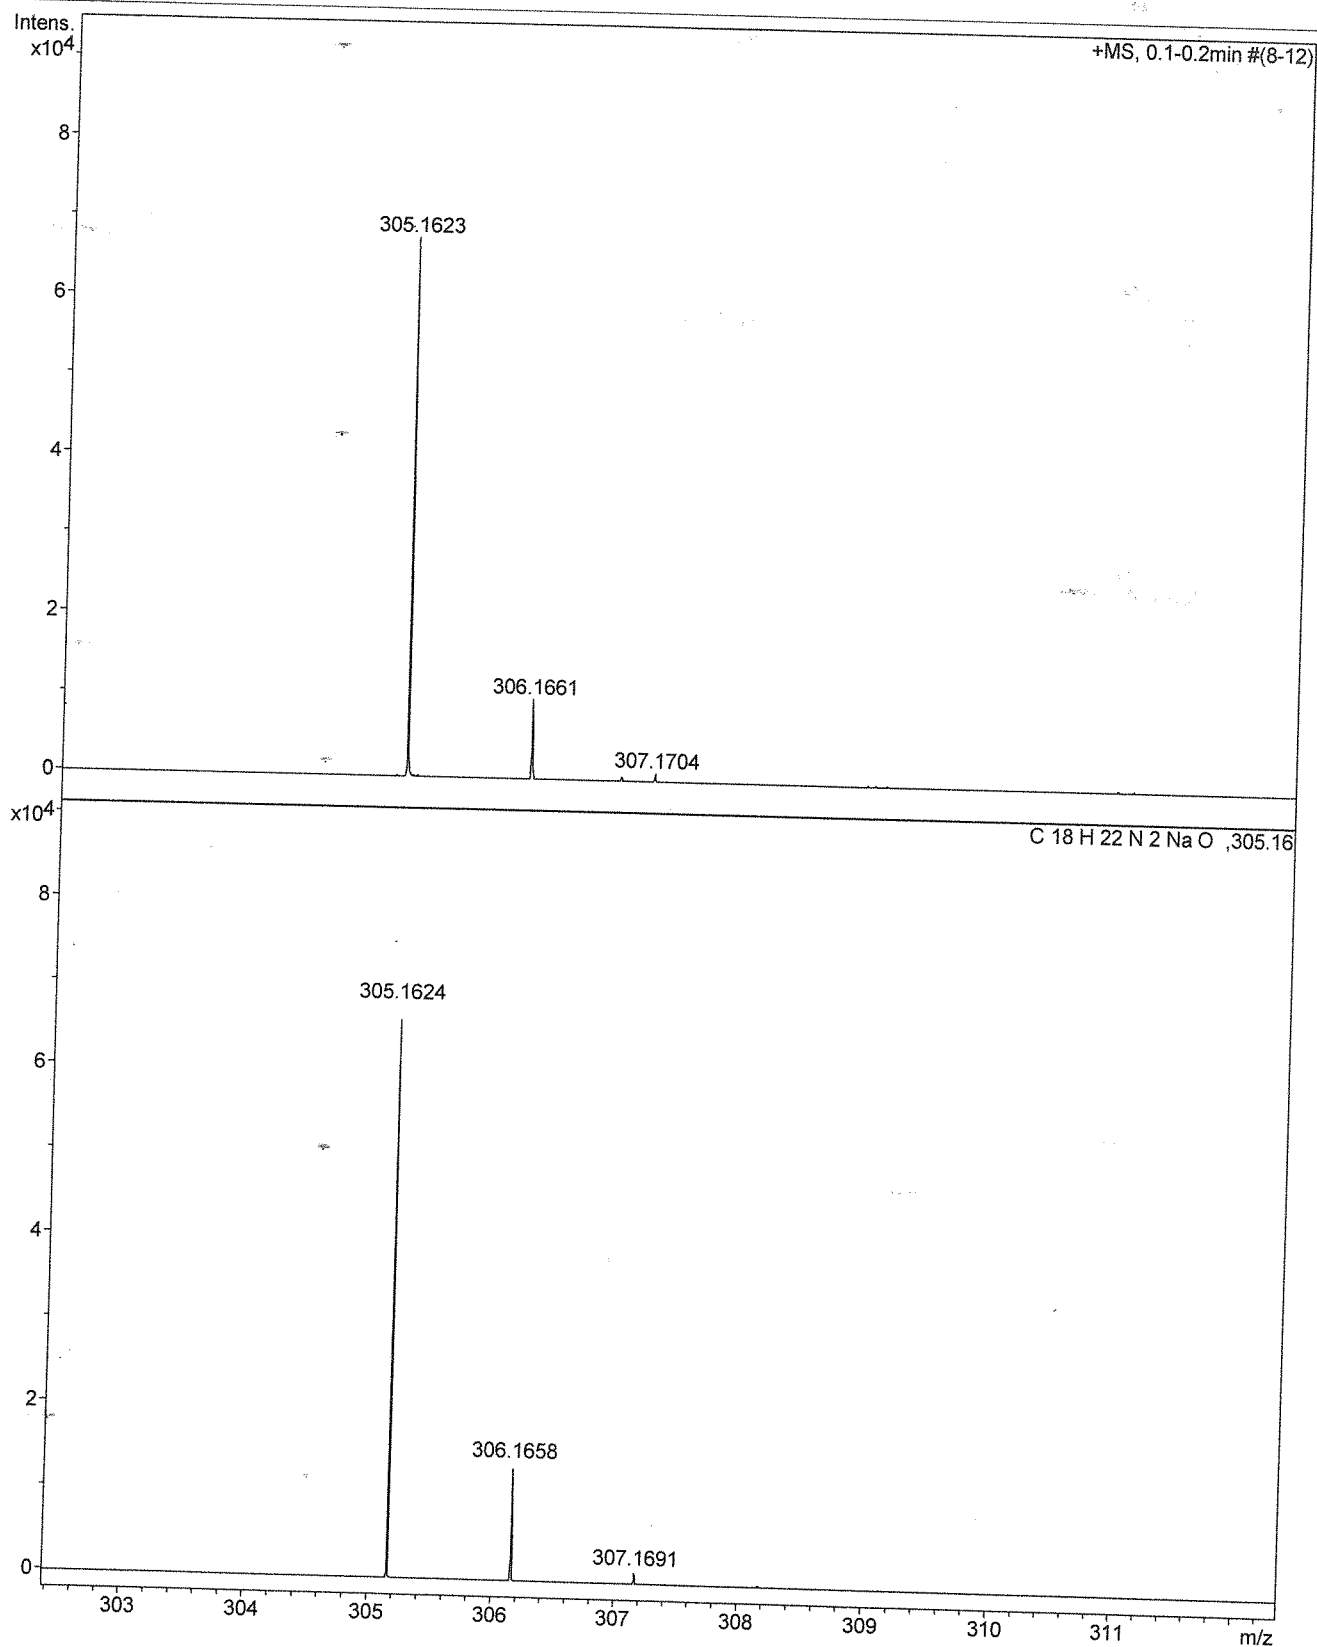 Intens.
x10^4
+MS, 0.1-0.2min #(8-12)
8
305.1623
6
4
2
306.1661
307.1704
0
x10^4
C 18 H 22 N 2 Na O ,305.16
8
305.1624
6
4
2
306.1658
307.1691
0
303 304 305 306 307 308 309 310 311 m/z